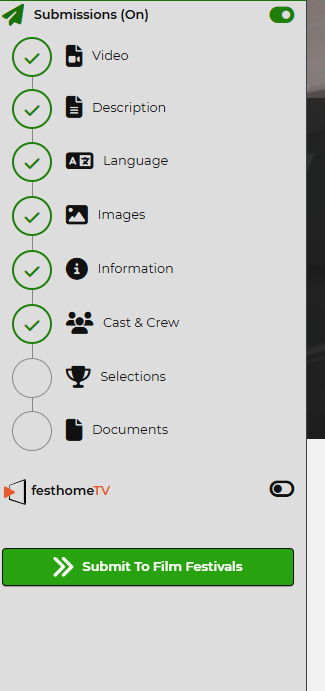 Submissions (On)
Video
Description
Language
Images
Information
Cast & Crew
Selections
Documents
festhomeTV
Submit To Film Festivals